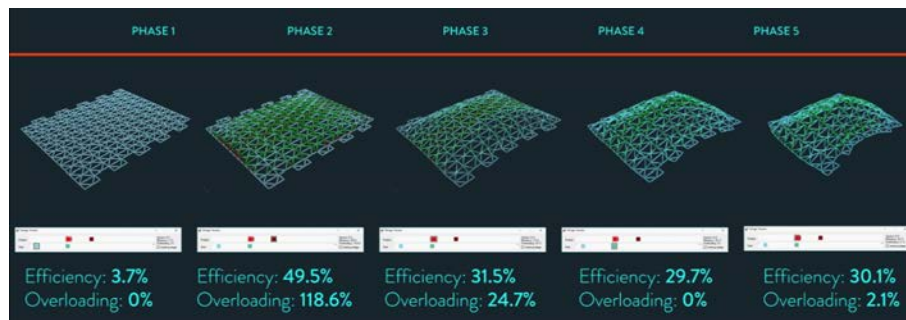 PHASE 1 PHASE 2 PHASE 3 PHASE 4 PHASE 5
Efficiency: 3.7% Efficiency: 49.5% Efficiency: 31.5% Efficiency: 29.7% Efficiency: 30.1%
Overloading: 0% Overloading: 118.6% Overloading: 24.7% Overloading: 0% Overloading: 2.1%